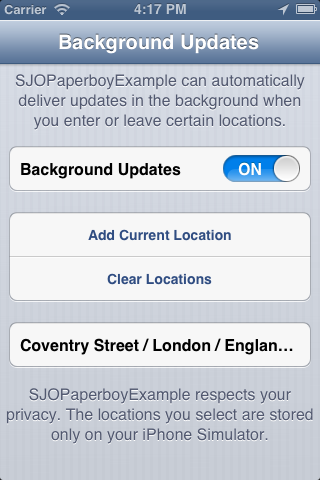 Carrier 4:17 PM
Background Updates
SJOPaperboyExample can automatically
deliver updates in the background when
you enter or leave certain locations.
Background Updates ON
Add Current Location
Clear Locations
Coventry Street / London / Englan...
SJOPaperboyExample respects your
privacy. The locations you select are stored
only on your iPhone Simulator.